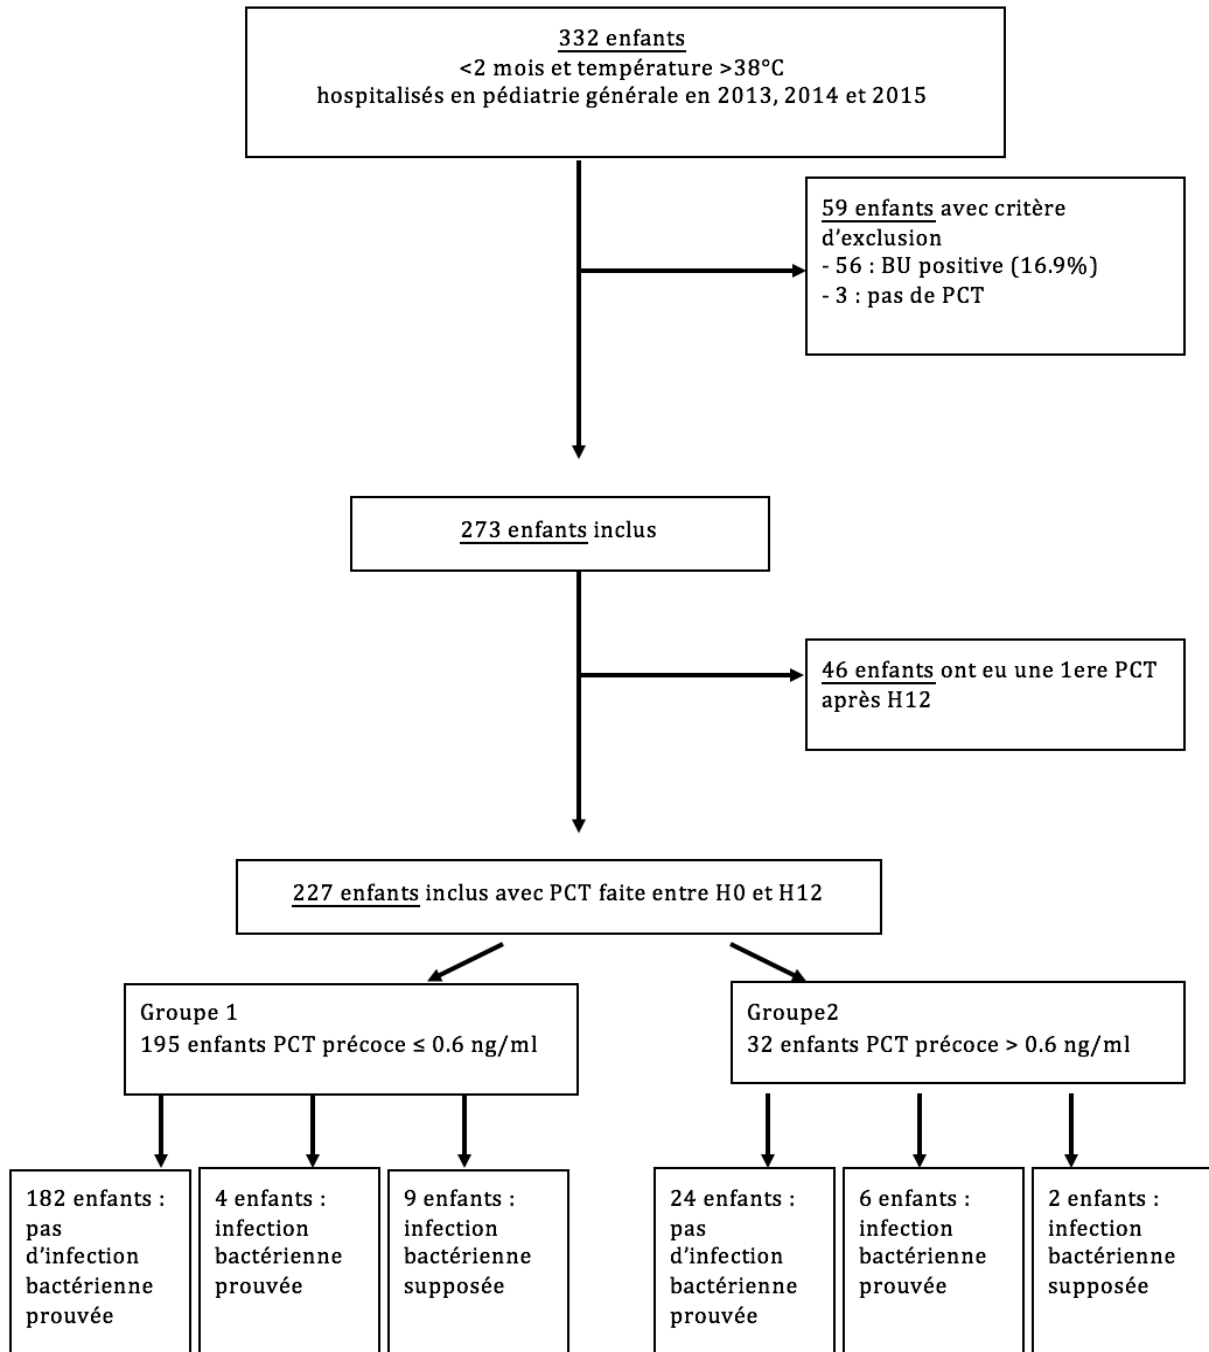 332 enfants
<2 mois et température >38°C
hospitalisés en pédiatrie générale en 2013, 2014 et 2015
59 enfants avec critère
d'exclusion
- 56 : BU positive (16.9%)
- 3 : pas de PCT
273 enfants inclus
46 enfants ont eu une 1ere PCT
après H12
227 enfants inclus avec PCT faite entre H0 et H12
Groupe 1
195 enfants PCT précoce ≤ 0.6 ng/ml
Groupe2
32 enfants PCT précoce > 0.6 ng/ml
182 enfants :
pas
d'infection
bactérienne
prouvée
4 enfants :
infection
bactérienne
prouvée
9 enfants :
infection
bactérienne
supposée
24 enfants :
pas
d'infection
bactérienne
prouvée
6 enfants :
infection
bactérienne
prouvée
2 enfants :
infection
bactérienne
supposée